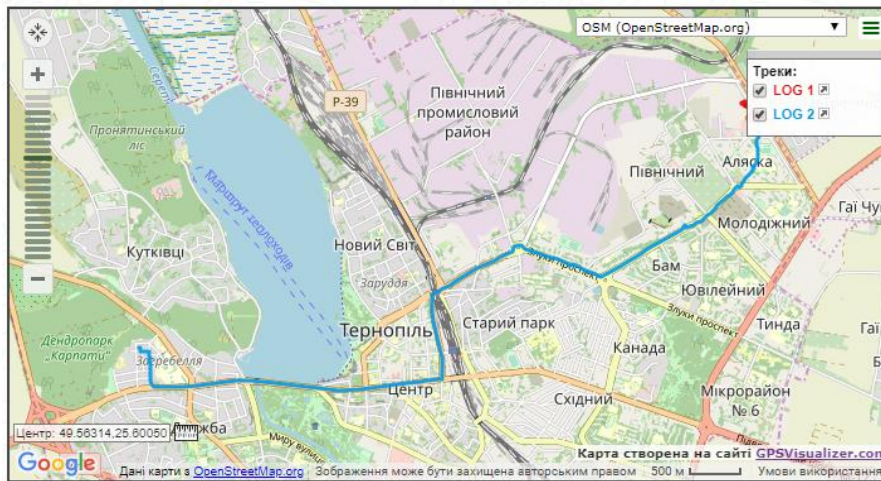 OSM (OpenStreetMap.org)
Треки:
LOG 1
LOG 2
Серет
Пронятинський
ліс
Р-39
Північний
промисловий
район
Північний
Аляска
Маршрут теплоходів
Молодіжний
Гаї Чу
Кутківці
Новий Світ
Зарудд'я
Злуки проспект
Бам
Ювілейний
Дендропарк
"Карпати"
Загребелля
Тернопіль
Старий парк
Злуки проспект
Тинда
Гаї
Канада
Центр
Східний
Мікрорайон
№ 6
Центр: 49.56314,25.60050
жба
Миру вулиця
Карта створена на сайті GPSVisualizer.com
Google
Дані карти з OpenStreetMap.org
Зображення може бути захищена авторським правом
500 м
Умови використання